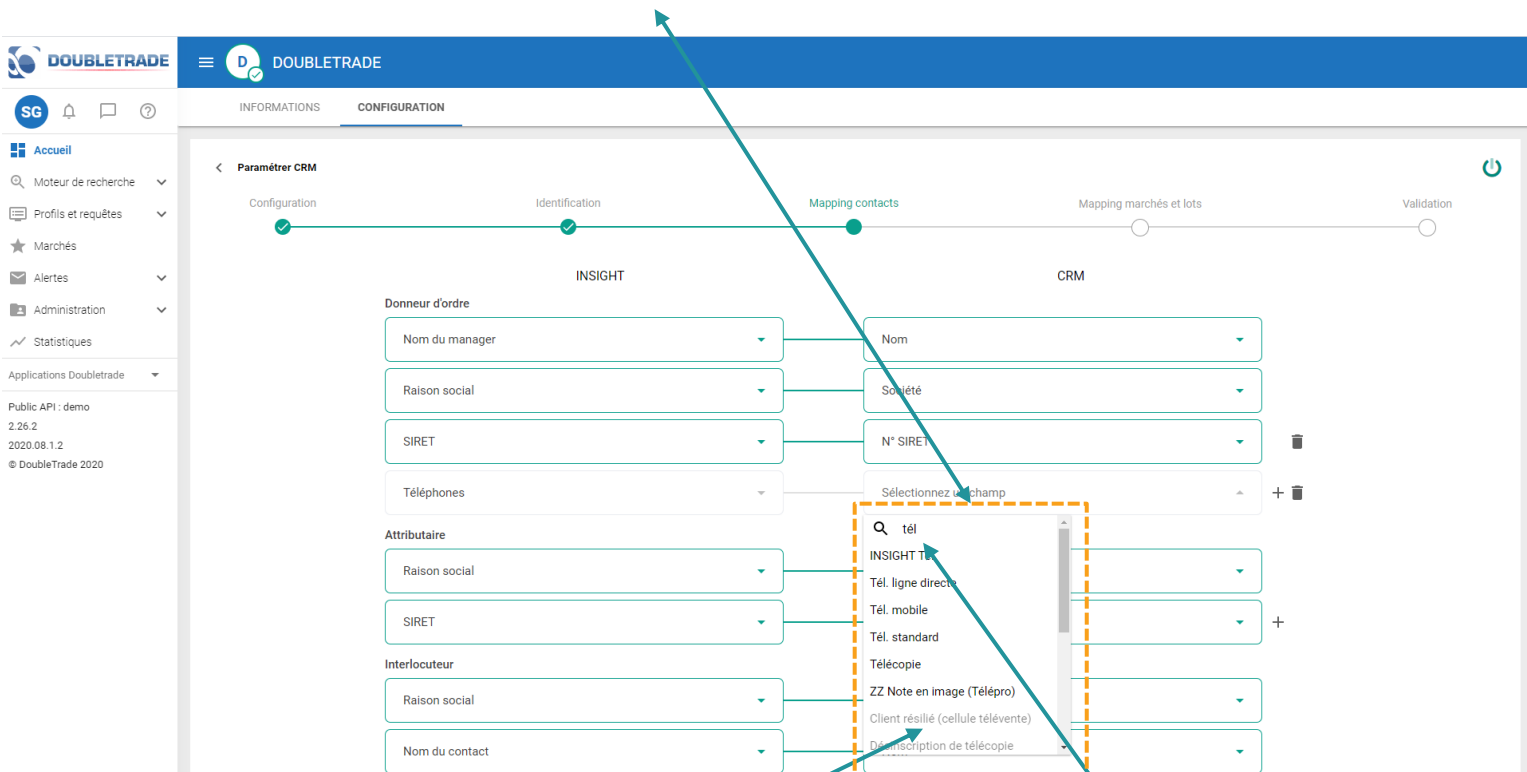 DOUBLETRADE
D DOUBLETRADE
SG
INFORMATIONS CONFIGURATION
Accueil
Moteur de recherche
Profils et requêtes
Marchés
Alertes
Administration
Statistiques
Applications Doubletrade
Public API : demo
2.26.2
2020.08.1.2
© DoubleTrade 2020
Paramétrer CRM
Configuration Identification Mapping contacts Mapping marchés et lots Validation
INSIGHT CRM
Donneur d'ordre
Nom du manager Nom
Raison social Société
SIRET N° SIRET
Téléphones Sélectionnez un champ
tél
INSIGHT
Tél. ligne directe
Tél. mobile
Tél. standard
Télécopie
ZZ Note en image (Télépro)
Client résilié (cellule télévente)
Désinscription de télécopie
Attributaire
Raison social
SIRET
Interlocuteur
Raison social
Nom du contact